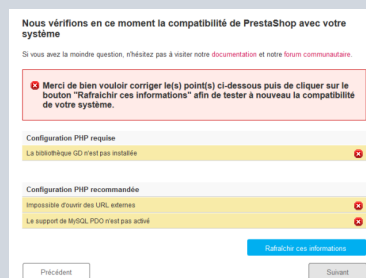 Nous vérifions en ce moment la compatibilité de PrestaShop avec votre
système
Si vous avez la moindre question, n'hésitez pas à visiter notre documentation et notre forum communautaire.
Merci de bien vouloir corriger le(s) point(s) ci-dessous puis de cliquer sur le
bouton "Rafraichir ces informations" afin de tester à nouveau la compatibilité
de votre système.
Configuration PHP requise
La bibliothèque GD n'est pas installée
Configuration PHP recommandée
Impossible d'ouvrir des URL externes
Le support de MySQL PDO n'est pas activé
Rafraîchir ces informations
Précédent
Suivant